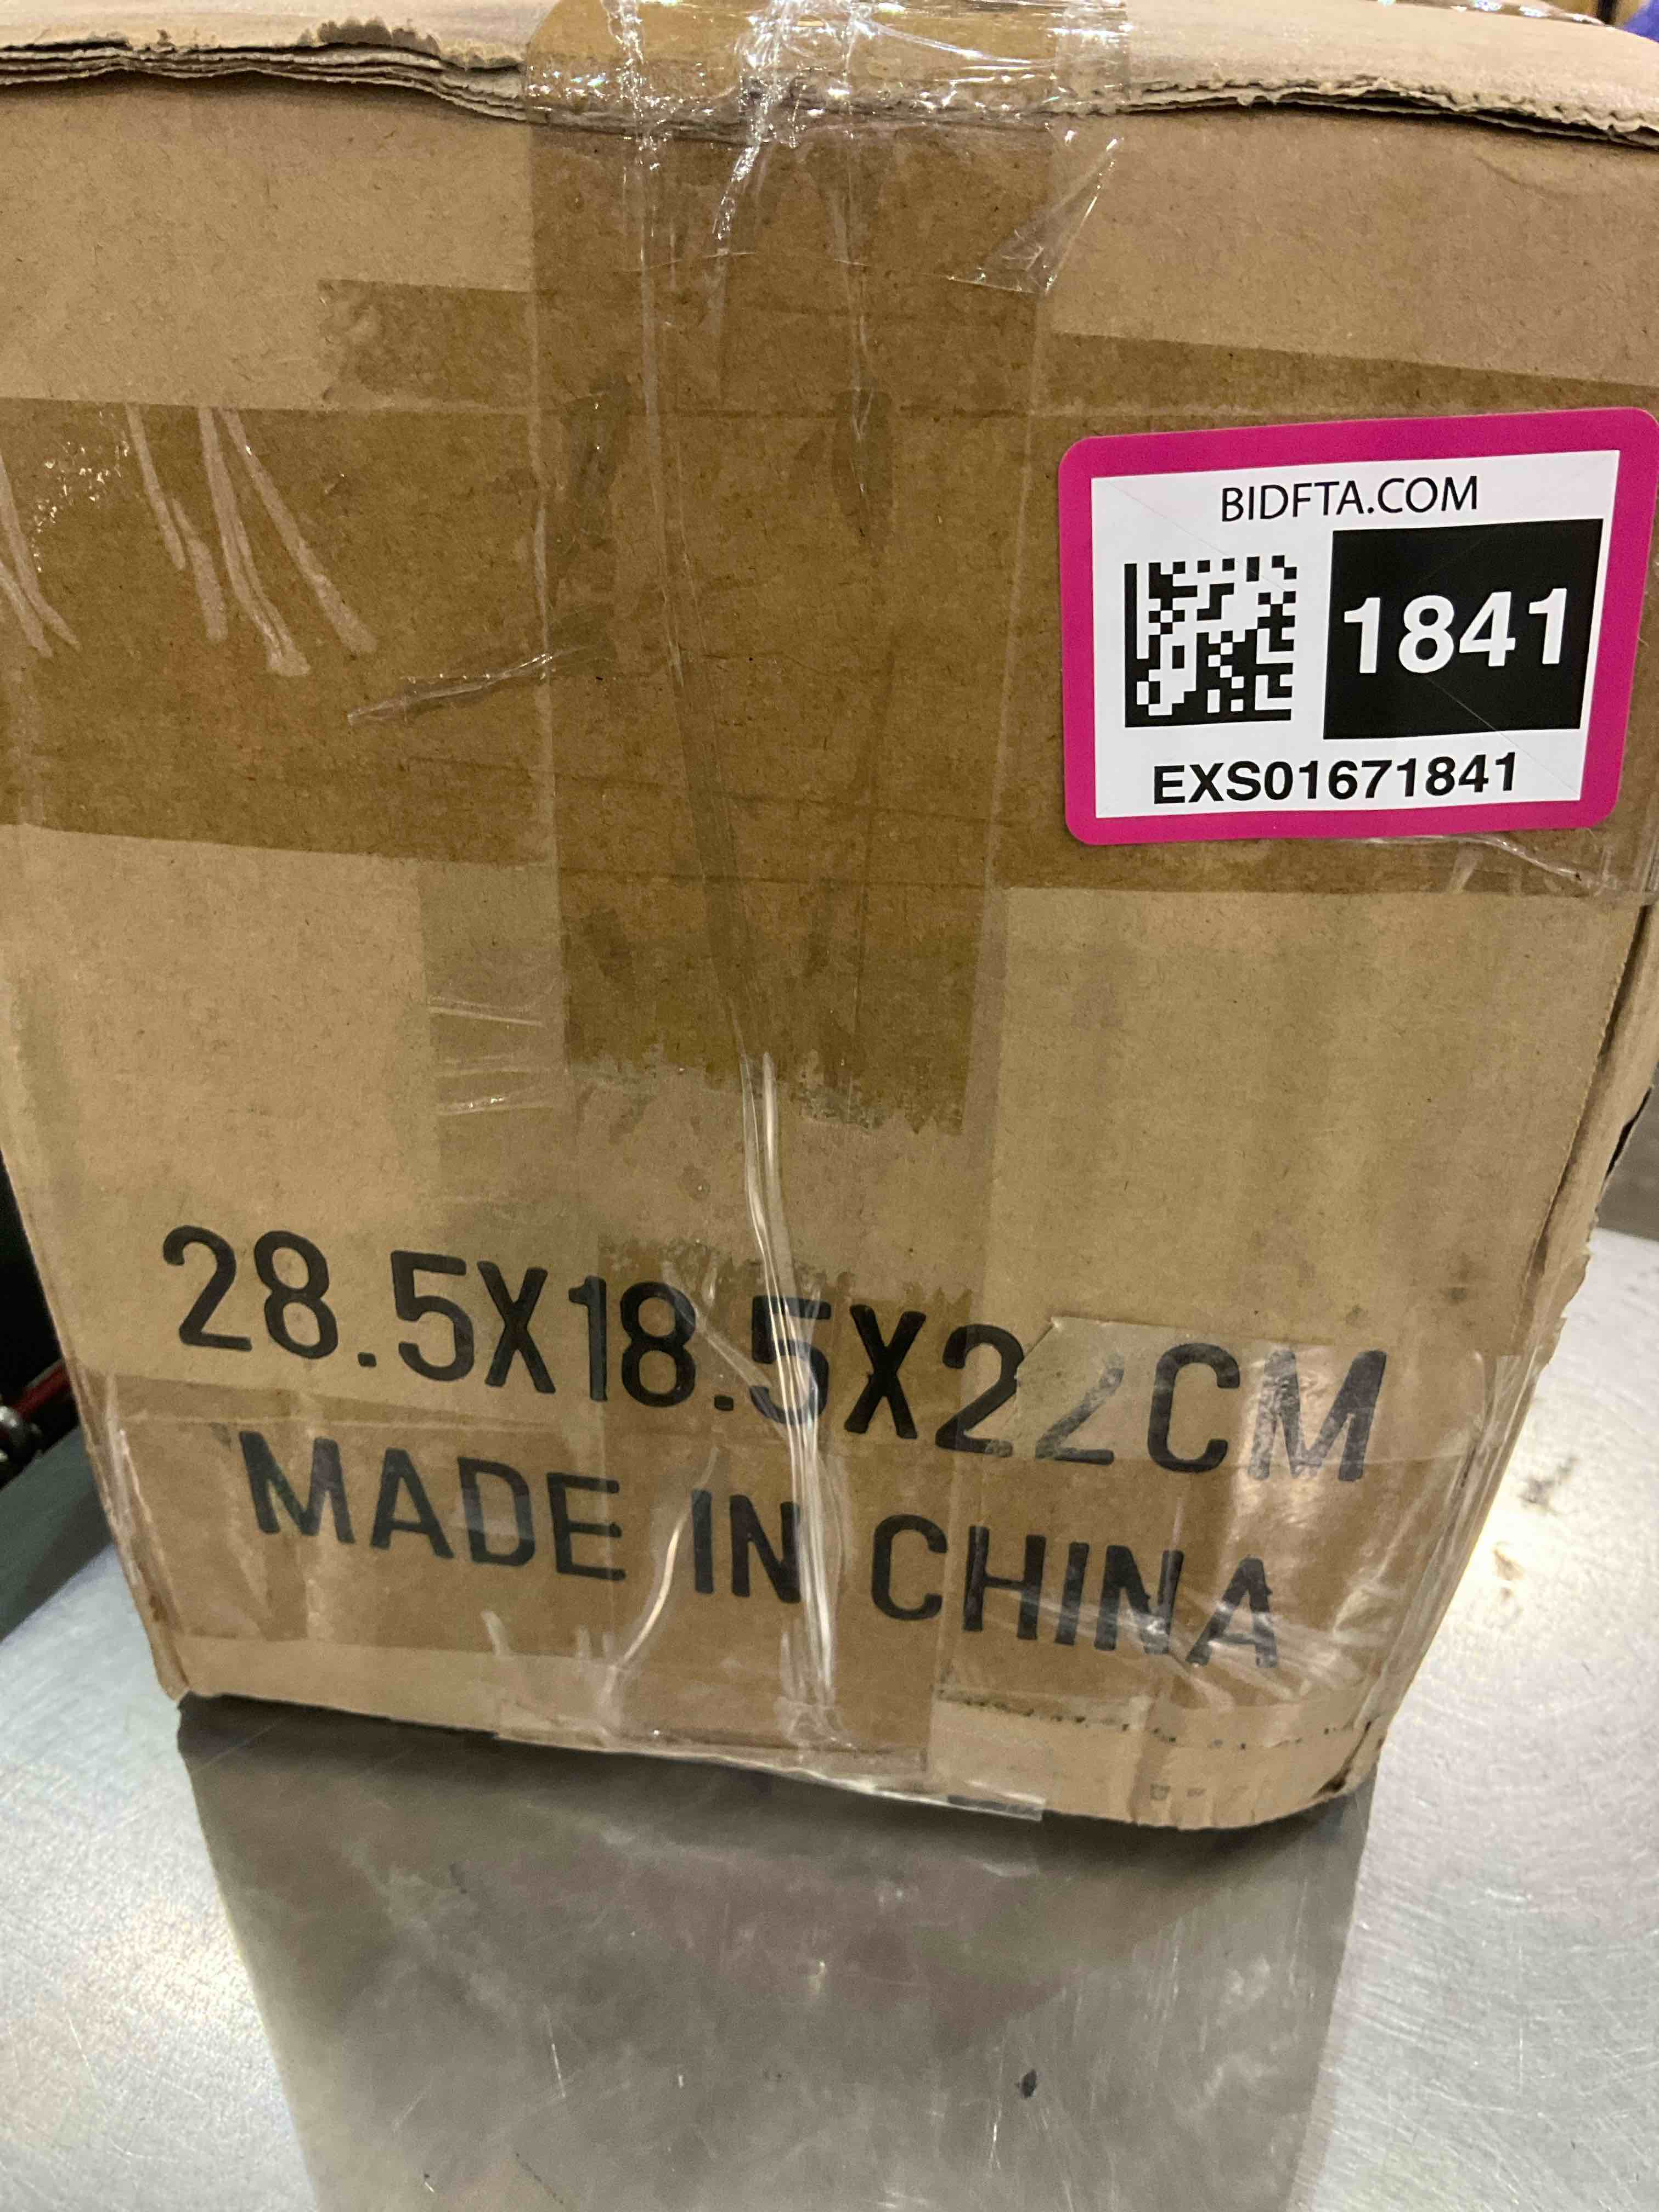 BIDFTA.COM
1841
EXS01671841
28.5X18.5X22CM
MADE IN CHINA